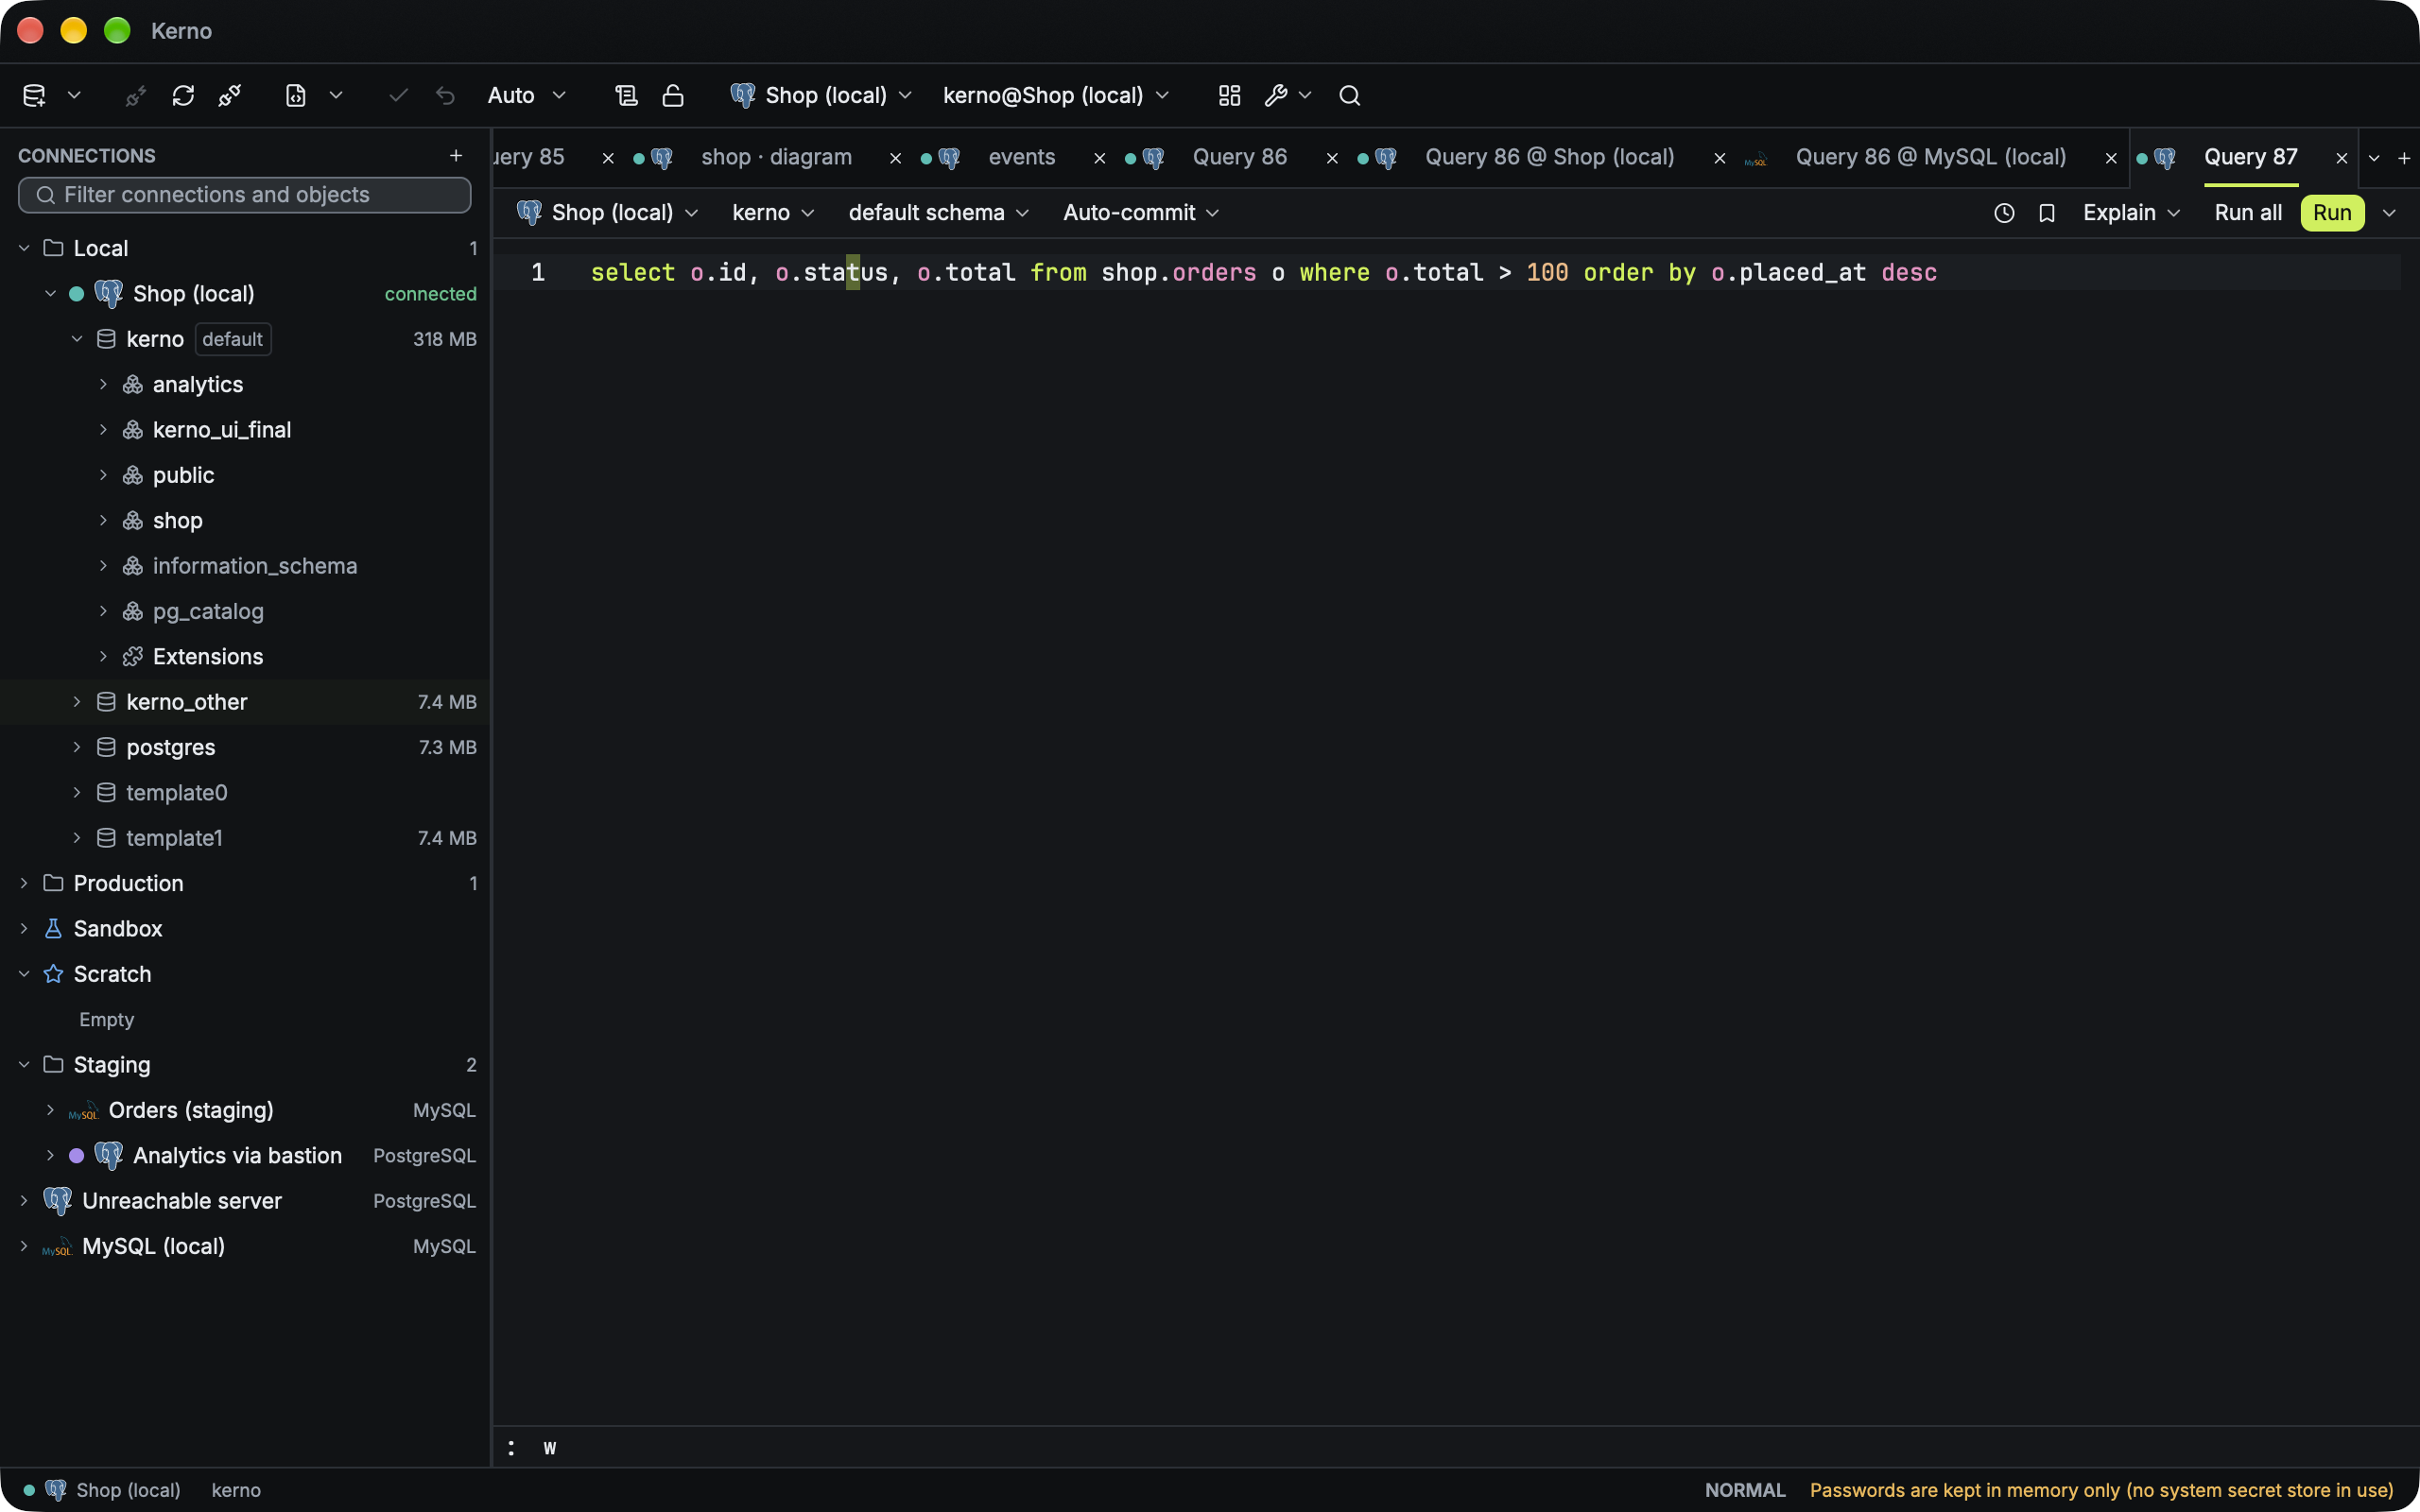 Kerno
Auto
Shop (local)
kerno@Shop (local)
CONNECTIONS
Filter connections and objects
Local 1
Shop (local) connected
kerno default 318 MB
analytics
kerno_ui_final
public
shop
information_schema
pg_catalog
Extensions
kerno_other 7.4 MB
postgres 7.3 MB
template0
template1 7.4 MB
Production 1
Sandbox
Scratch
Empty
Staging 2
MySQL Orders (staging) MySQL
Analytics via bastion PostgreSQL
Unreachable server PostgreSQL
MySQL MySQL (local) MySQL
uery 85
shop · diagram
events
Query 86
Query 86 @ Shop (local)
MySQL Query 86 @ MySQL (local)
Query 87
Shop (local) kerno default schema Auto-commit Explain Run all Run
1 select o.id, o.status, o.total from shop.orders o where o.total > 100 order by o.placed_at desc
: w
Shop (local) kerno NORMAL Passwords are kept in memory only (no system secret store in use)